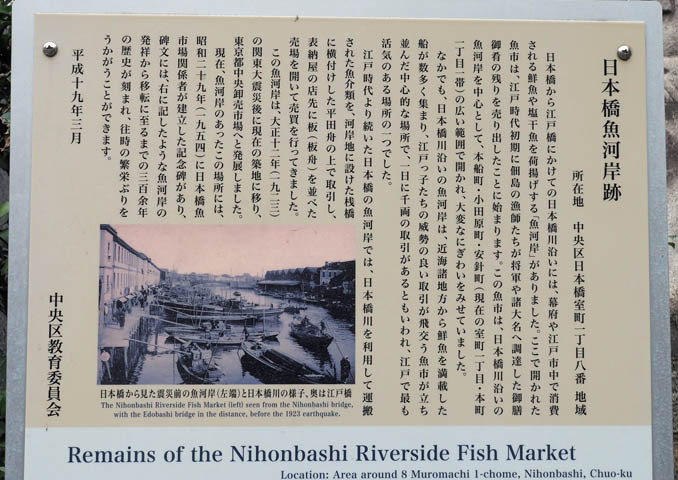 日本橋魚河岸跡
所在地　中央区日本橋室町一丁目八番　地域
日本橋から江戸橋にかけての日本橋川沿いには、幕府や江戸市中で消費
される鮮魚や塩干魚を荷揚げする「魚河岸」がありました。ここで開かれた
魚市は、江戸時代初期に佃島の漁師たちが将軍や諸大名へ調達した御膳
御肴の残りを売り出したことに始まります。この魚市は、日本橋川沿いの
魚河岸を中心として、本船町・小田原町・安針町（現在の室町一丁目・本町
一丁目一帯）の広い範囲で開かれ、大変なにぎわいをみせていました。
なかでも、日本橋川沿いの魚河岸は、近海諸地方から鮮魚を満載した
船が数多く集まり、江戸っ子たちの威勢の良い取引が飛交う魚市が立ち
並んだ中心的な場所で、一日に千両の取引があるともいわれ、江戸で最も
活気のある場所の一つでした。
江戸時代より続いた日本橋の魚河岸では、日本橋川を利用して運搬
された魚介類を、河岸地に設けた桟橋
に横付けした平田舟の上で取引し、
表納屋の店先に板（板舟）を並べた
売場を開いて売買を行ってきました。
この魚河岸は、大正十二年（一九二三）
の関東大震災後に現在の築地に移り、
東京都中央卸売市場へと発展しました。
現在、魚河岸のあったこの場所には、
昭和二十九年（一九五四）に日本橋魚
市場関係者が建立した記念碑があり、
碑文には、右に記したような魚河岸の
発祥から移転に至るまでの三百余年
の歴史が刻まれ、往時の繁栄ぶりを
うかがうことができます。
平成十九年三月
中央区教育委員会
日本橋から見た震災前の魚河岸（左端）と日本橋川の様子、奥は江戸橋
The Nihonbashi Riverside Fish Market (left) seen from the Nihonbashi bridge,
with the Edobashi bridge in the distance, before the 1923 earthquake.
Remains of the Nihonbashi Riverside Fish Market
Location: Area around 8 Muromachi 1-chome, Nihonbashi, Chuo-ku